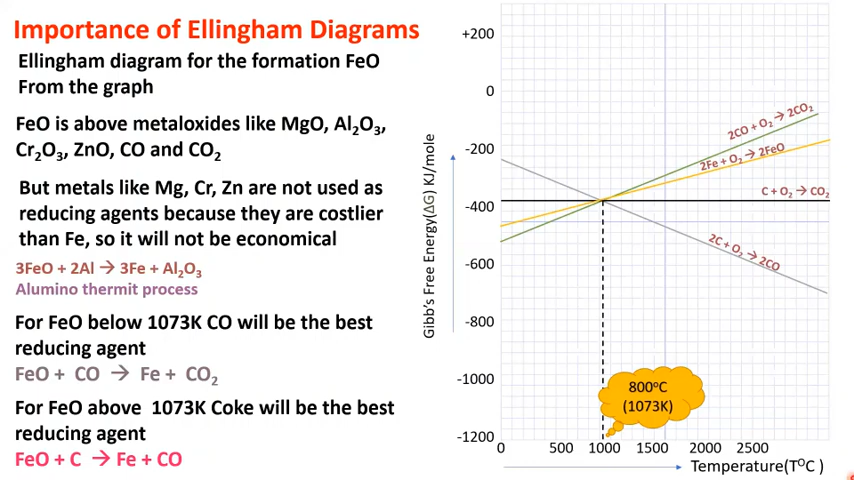 Importance of Ellingham Diagrams
Ellingham diagram for the formation FeO
From the graph
FeO is above metaloxides like MgO, Al₂O₃,
Cr₂O₃, ZnO, CO and CO₂
But metals like Mg, Cr, Zn are not used as
reducing agents because they are costlier
than Fe, so it will not be economical
3FeO + 2Al → 3Fe + Al₂O₃
Alumino thermit process
For FeO below 1073K CO will be the best
reducing agent
FeO + CO → Fe + CO₂
For FeO above 1073K Coke will be the best
reducing agent
FeO + C → Fe + CO
Gibb's Free Energy(ΔG) KJ/mole
+200
0
-200
-400
-600
-800
-1000
-1200
2CO + O₂ → 2CO₂
2Fe + O₂ → 2FeO
C + O₂ → CO₂
2C + O₂ → 2CO
800°C
(1073K)
0 500 1000 1500 2000 2500
Temperature(T°C )